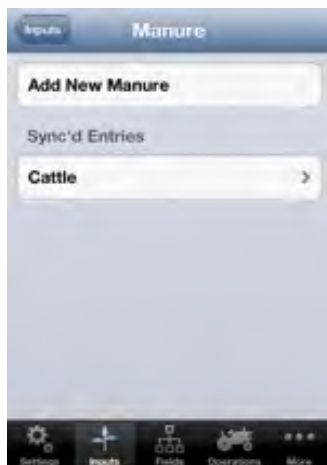 Inputs
Manure
Add New Manure
Sync'd Entries
Cattle
Settings
Inputs
Fields
Operations
More